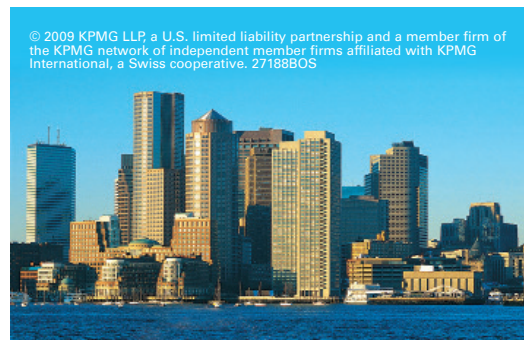 © 2009 KPMG LLP, a U.S. limited liability partnership and a member firm of
the KPMG network of independent member firms affiliated with KPMG
International, a Swiss cooperative. 27188BOS